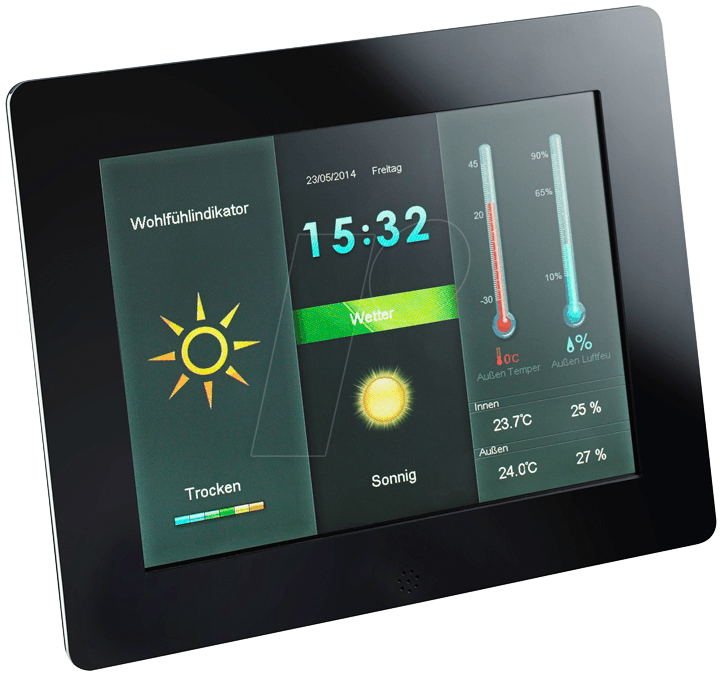 Wohlfühlindikator
Trocken
23/05/2014 Freitag
15:32
Wetter
Sonnig
45
20
-30
90%
65%
10%
°C
%
Außen Temper
Außen Luftfeu
Innen
23.7°C 25 %
Außen
24.0°C 27 %